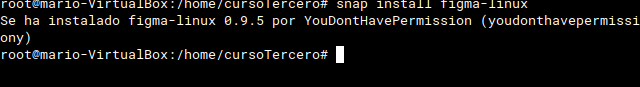 root@mario-VirtualBox:/home/cursoTercero# snap install figma-linux
Se ha instalado figma-linux 0.9.5 por YouDontHavePermission (youdonthavepermissi
ony)
root@mario-VirtualBox:/home/cursoTercero#